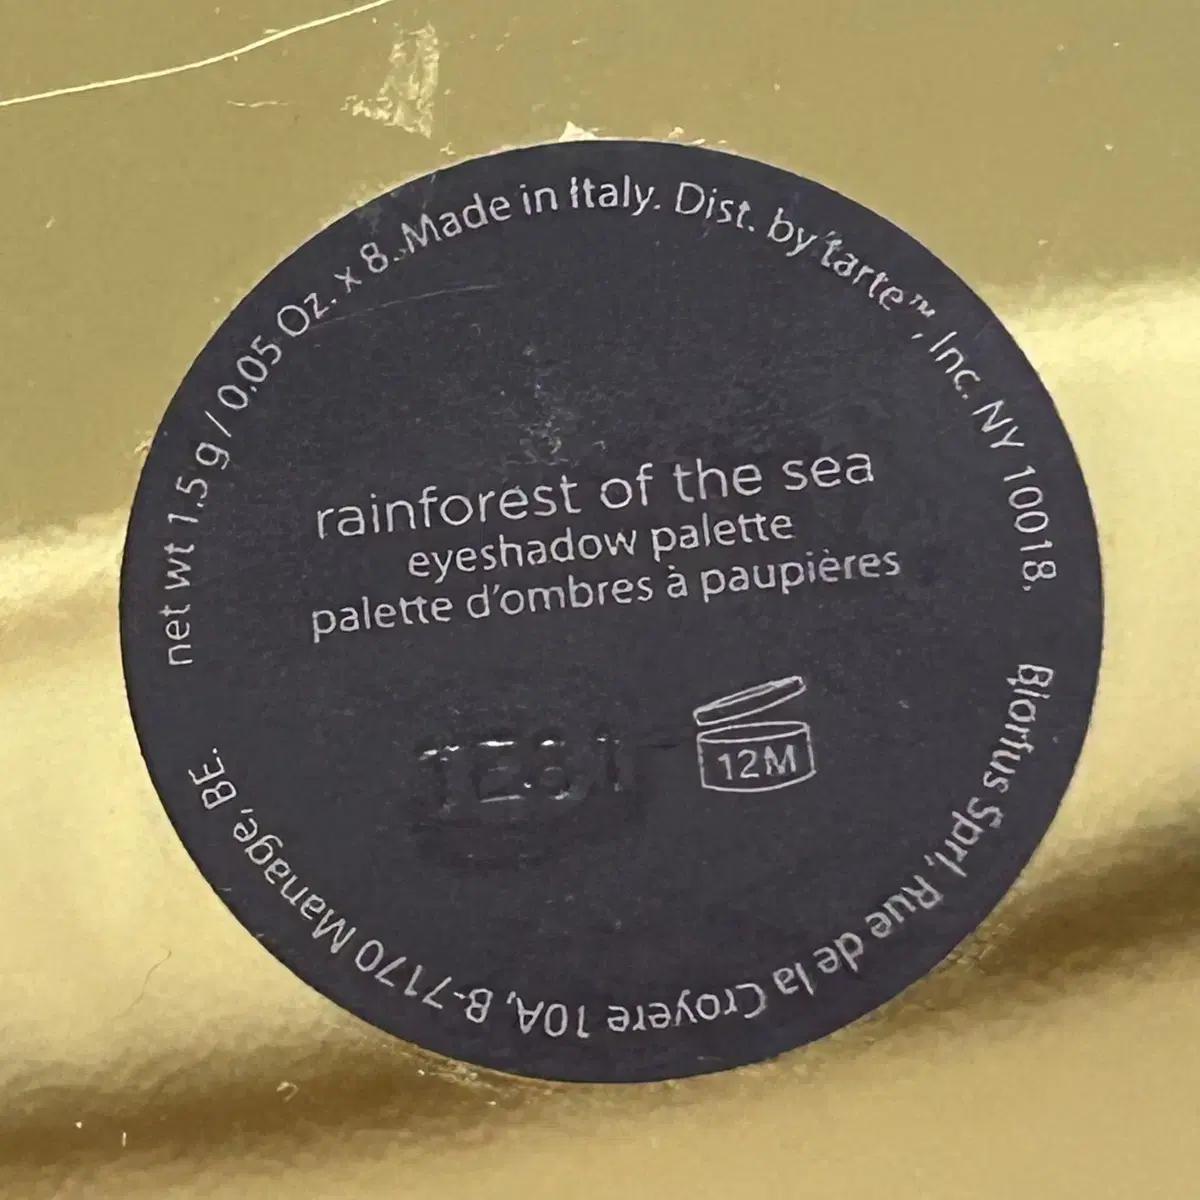 net wt 1.5 g / 0.05 Oz. x 8. Made in Italy. Dist. by tarte™, Inc. NY 10018.
rainforest of the sea
eyeshadow palette
palette d'ombres à paupières
12M
Biorius Sprl, Rue de la Croyere 10A, B-7170 Manage, BE.